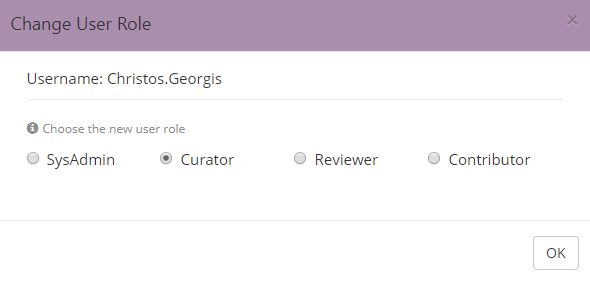 Change User Role
×
Username: Christos.Georgis
Choose the new user role
SysAdmin Curator Reviewer Contributor
OK